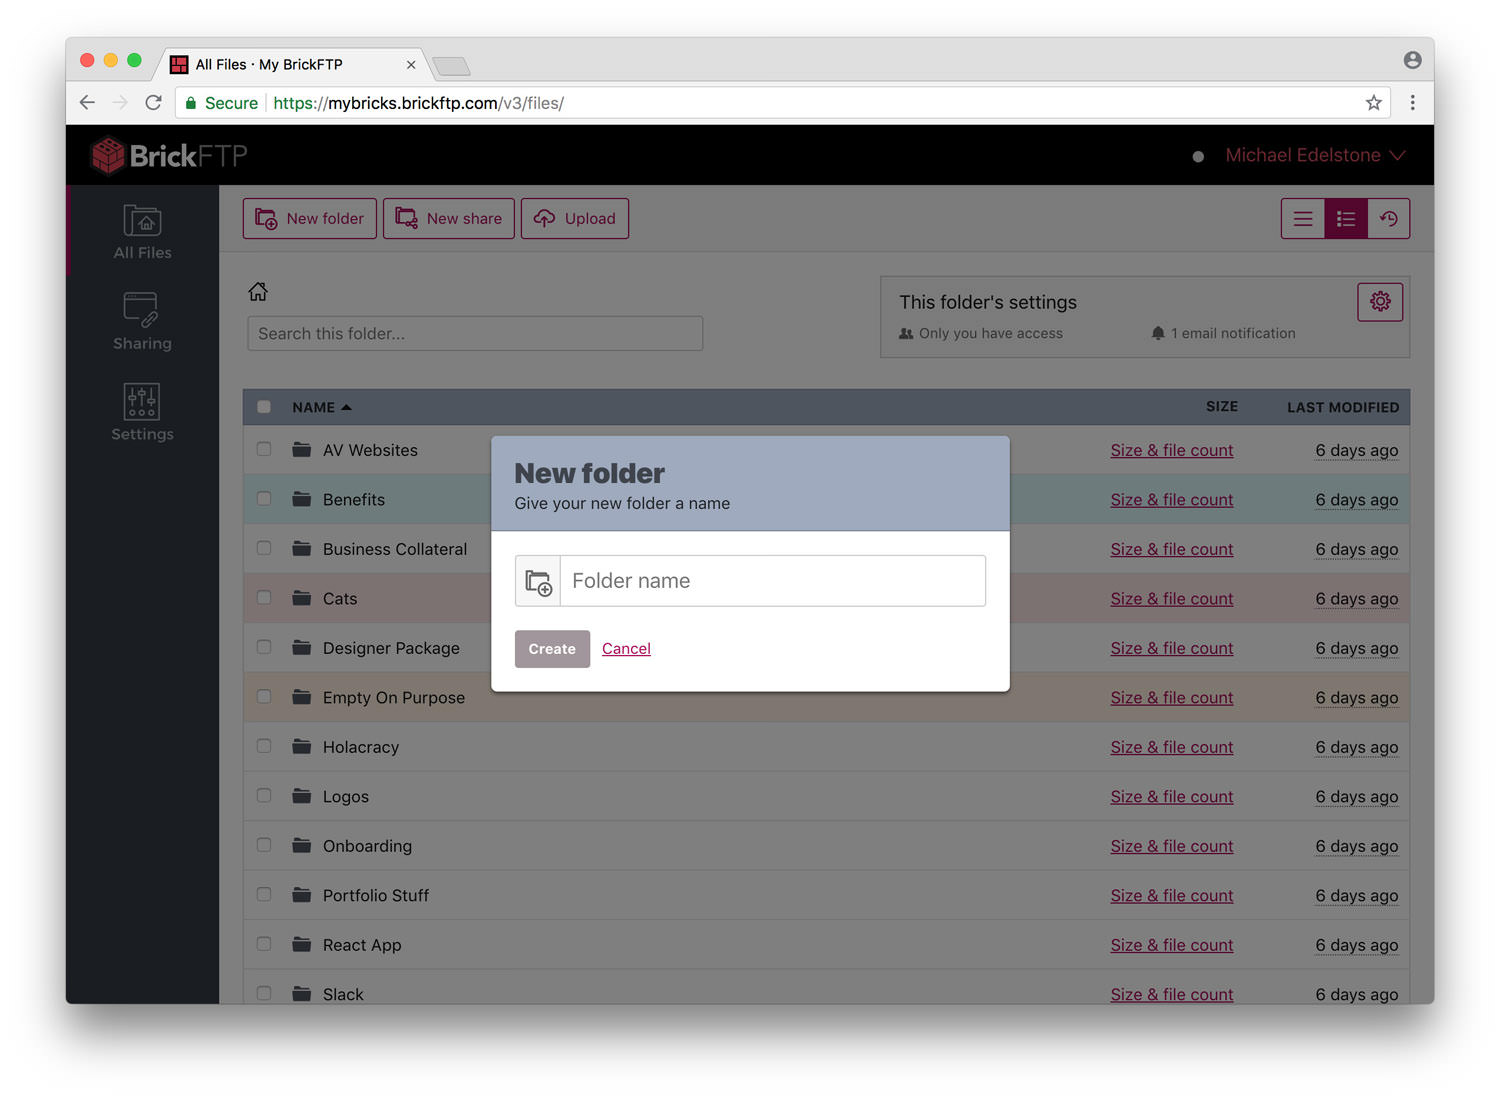 All Files · My BrickFTP
Secure https://mybricks.brickftp.com/v3/files/
BrickFTP
Michael Edelstone
All Files
Sharing
Settings
New folder New share Upload
Search this folder...
This folder's settings
Only you have access 1 email notification
NAME SIZE LAST MODIFIED
AV Websites Size & file count 6 days ago
Benefits Size & file count 6 days ago
Business Collateral Size & file count 6 days ago
Cats Size & file count 6 days ago
Designer Package Size & file count 6 days ago
Empty On Purpose Size & file count 6 days ago
Holacracy Size & file count 6 days ago
Logos Size & file count 6 days ago
Onboarding Size & file count 6 days ago
Portfolio Stuff Size & file count 6 days ago
React App Size & file count 6 days ago
Slack Size & file count 6 days ago
New folder
Give your new folder a name
Folder name
Create Cancel